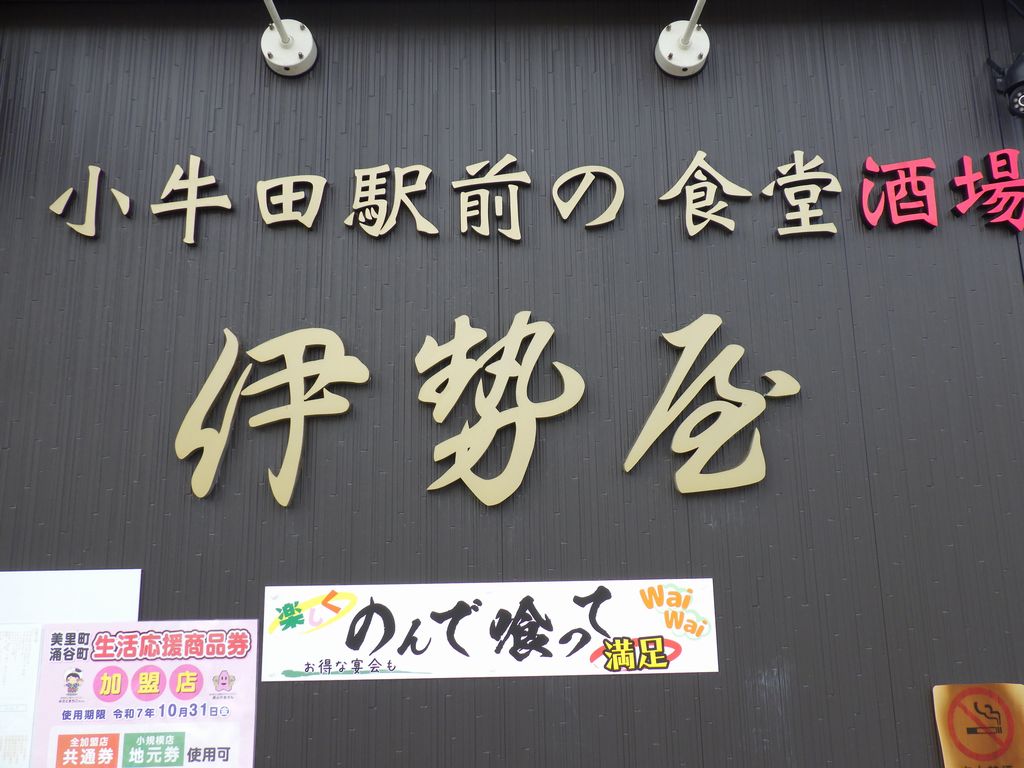 小牛田駅前の食堂酒場
伊勢屋
楽しく のんで喰って 満足
Wai
Wai
お得な宴会も
美里町
涌谷町
生活応援商品券
加盟店
使用期限 令和7年10月31日㊎
全加盟店
共通券
小規模店
地元券
使用可